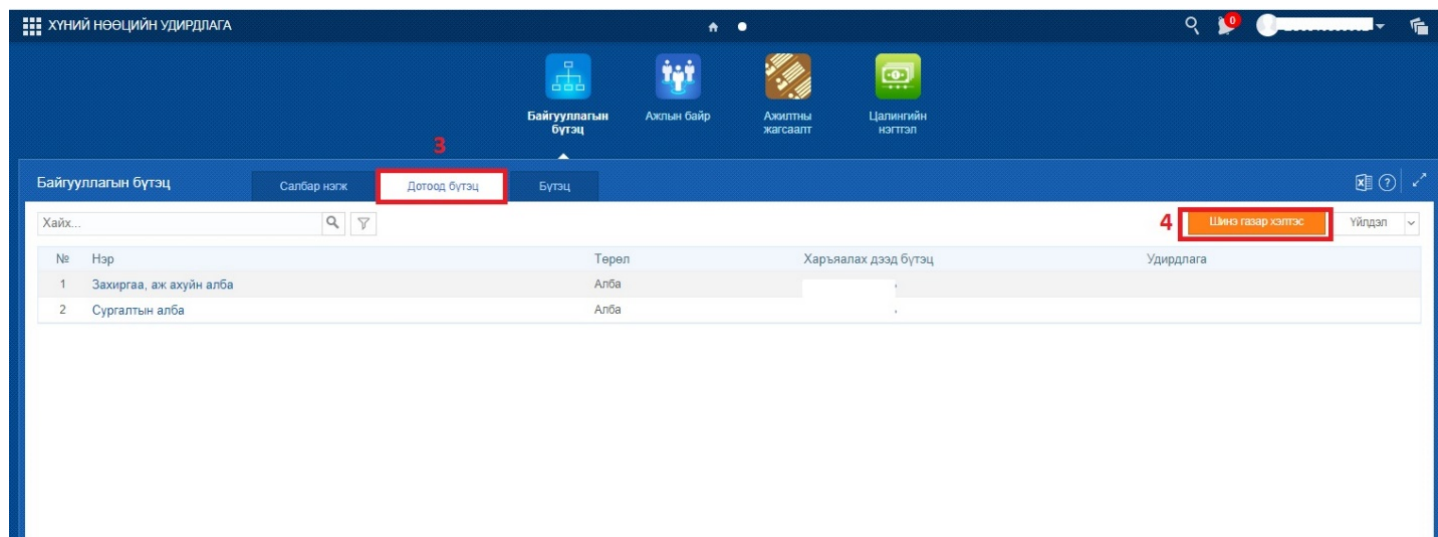 ХҮНИЙ НӨӨЦИЙН УДИРДЛАГА
0
Байгууллагын бүтэц
Ажлын байр
Ажилтны жагсаалт
Цалингийн нэгтгэл
3
Байгууллагын бүтэц
Салбар нэгж
Дотоод бүтэц
Бүтэц
Хайх...
4
Шинэ газар хэлтэс
Үйлдэл
№ Нэр Төрөл Харъяалах дээд бүтэц Удирдлага
1 Захиргаа, аж ахуйн алба Алба
2 Сургалтын алба Алба